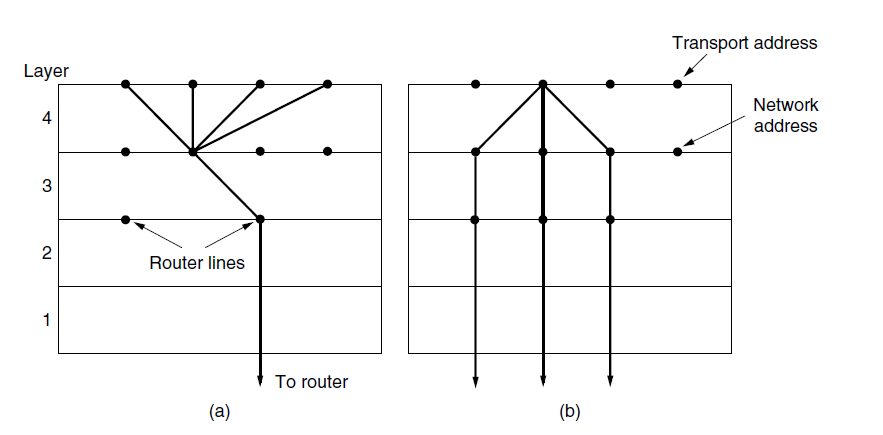 Transport address
Layer
Network
address
4
3
2
Router lines
1
To router
(a)
(b)